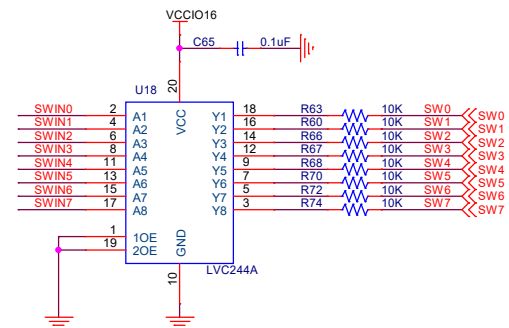 VCCIO16
C65 0.1uF
U18
20
VCC
SWIN0 2 A1 Y1 18 R63 10K SW0 SW0
SWIN1 4 A2 Y2 16 R60 10K SW1 SW1
SWIN2 6 A3 Y3 14 R66 10K SW2 SW2
SWIN3 8 A4 Y4 12 R67 10K SW3 SW3
SWIN4 11 A5 Y5 9 R68 10K SW4 SW4
SWIN5 13 A6 Y6 7 R70 10K SW5 SW5
SWIN6 15 A7 Y7 5 R72 10K SW6 SW6
SWIN7 17 A8 Y8 3 R74 10K SW7 SW7
1 1OE
19 2OE
GND
10
LVC244A